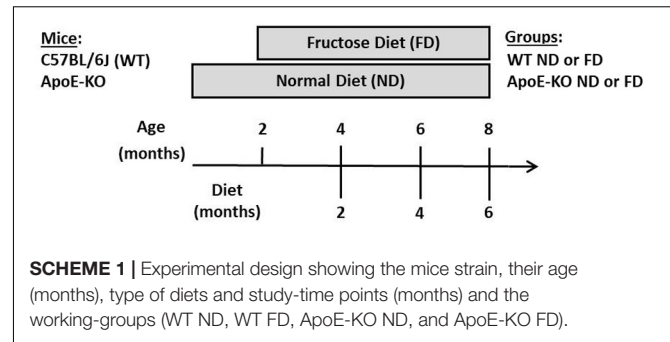 Mice:
C57BL/6J (WT)
ApoE-KO
Fructose Diet (FD)
Normal Diet (ND)
Groups:
WT ND or FD
ApoE-KO ND or FD
Age
(months)
2 4 6 8
Diet
(months)
2 4 6
SCHEME 1 | Experimental design showing the mice strain, their age
(months), type of diets and study-time points (months) and the
working-groups (WT ND, WT FD, ApoE-KO ND, and ApoE-KO FD).